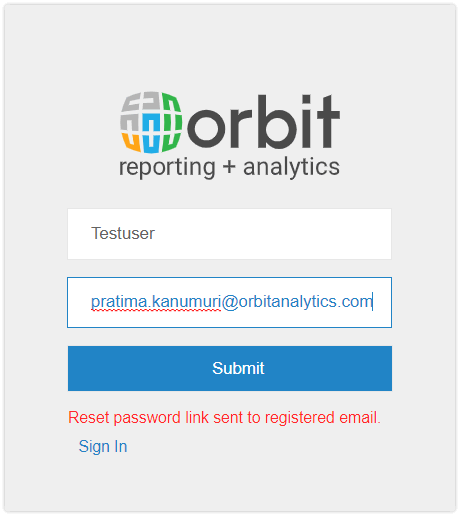 orbit
reporting + analytics
Testuser
pratima.kanumuri@orbitanalytics.com
Submit
Reset password link sent to registered email.
Sign In